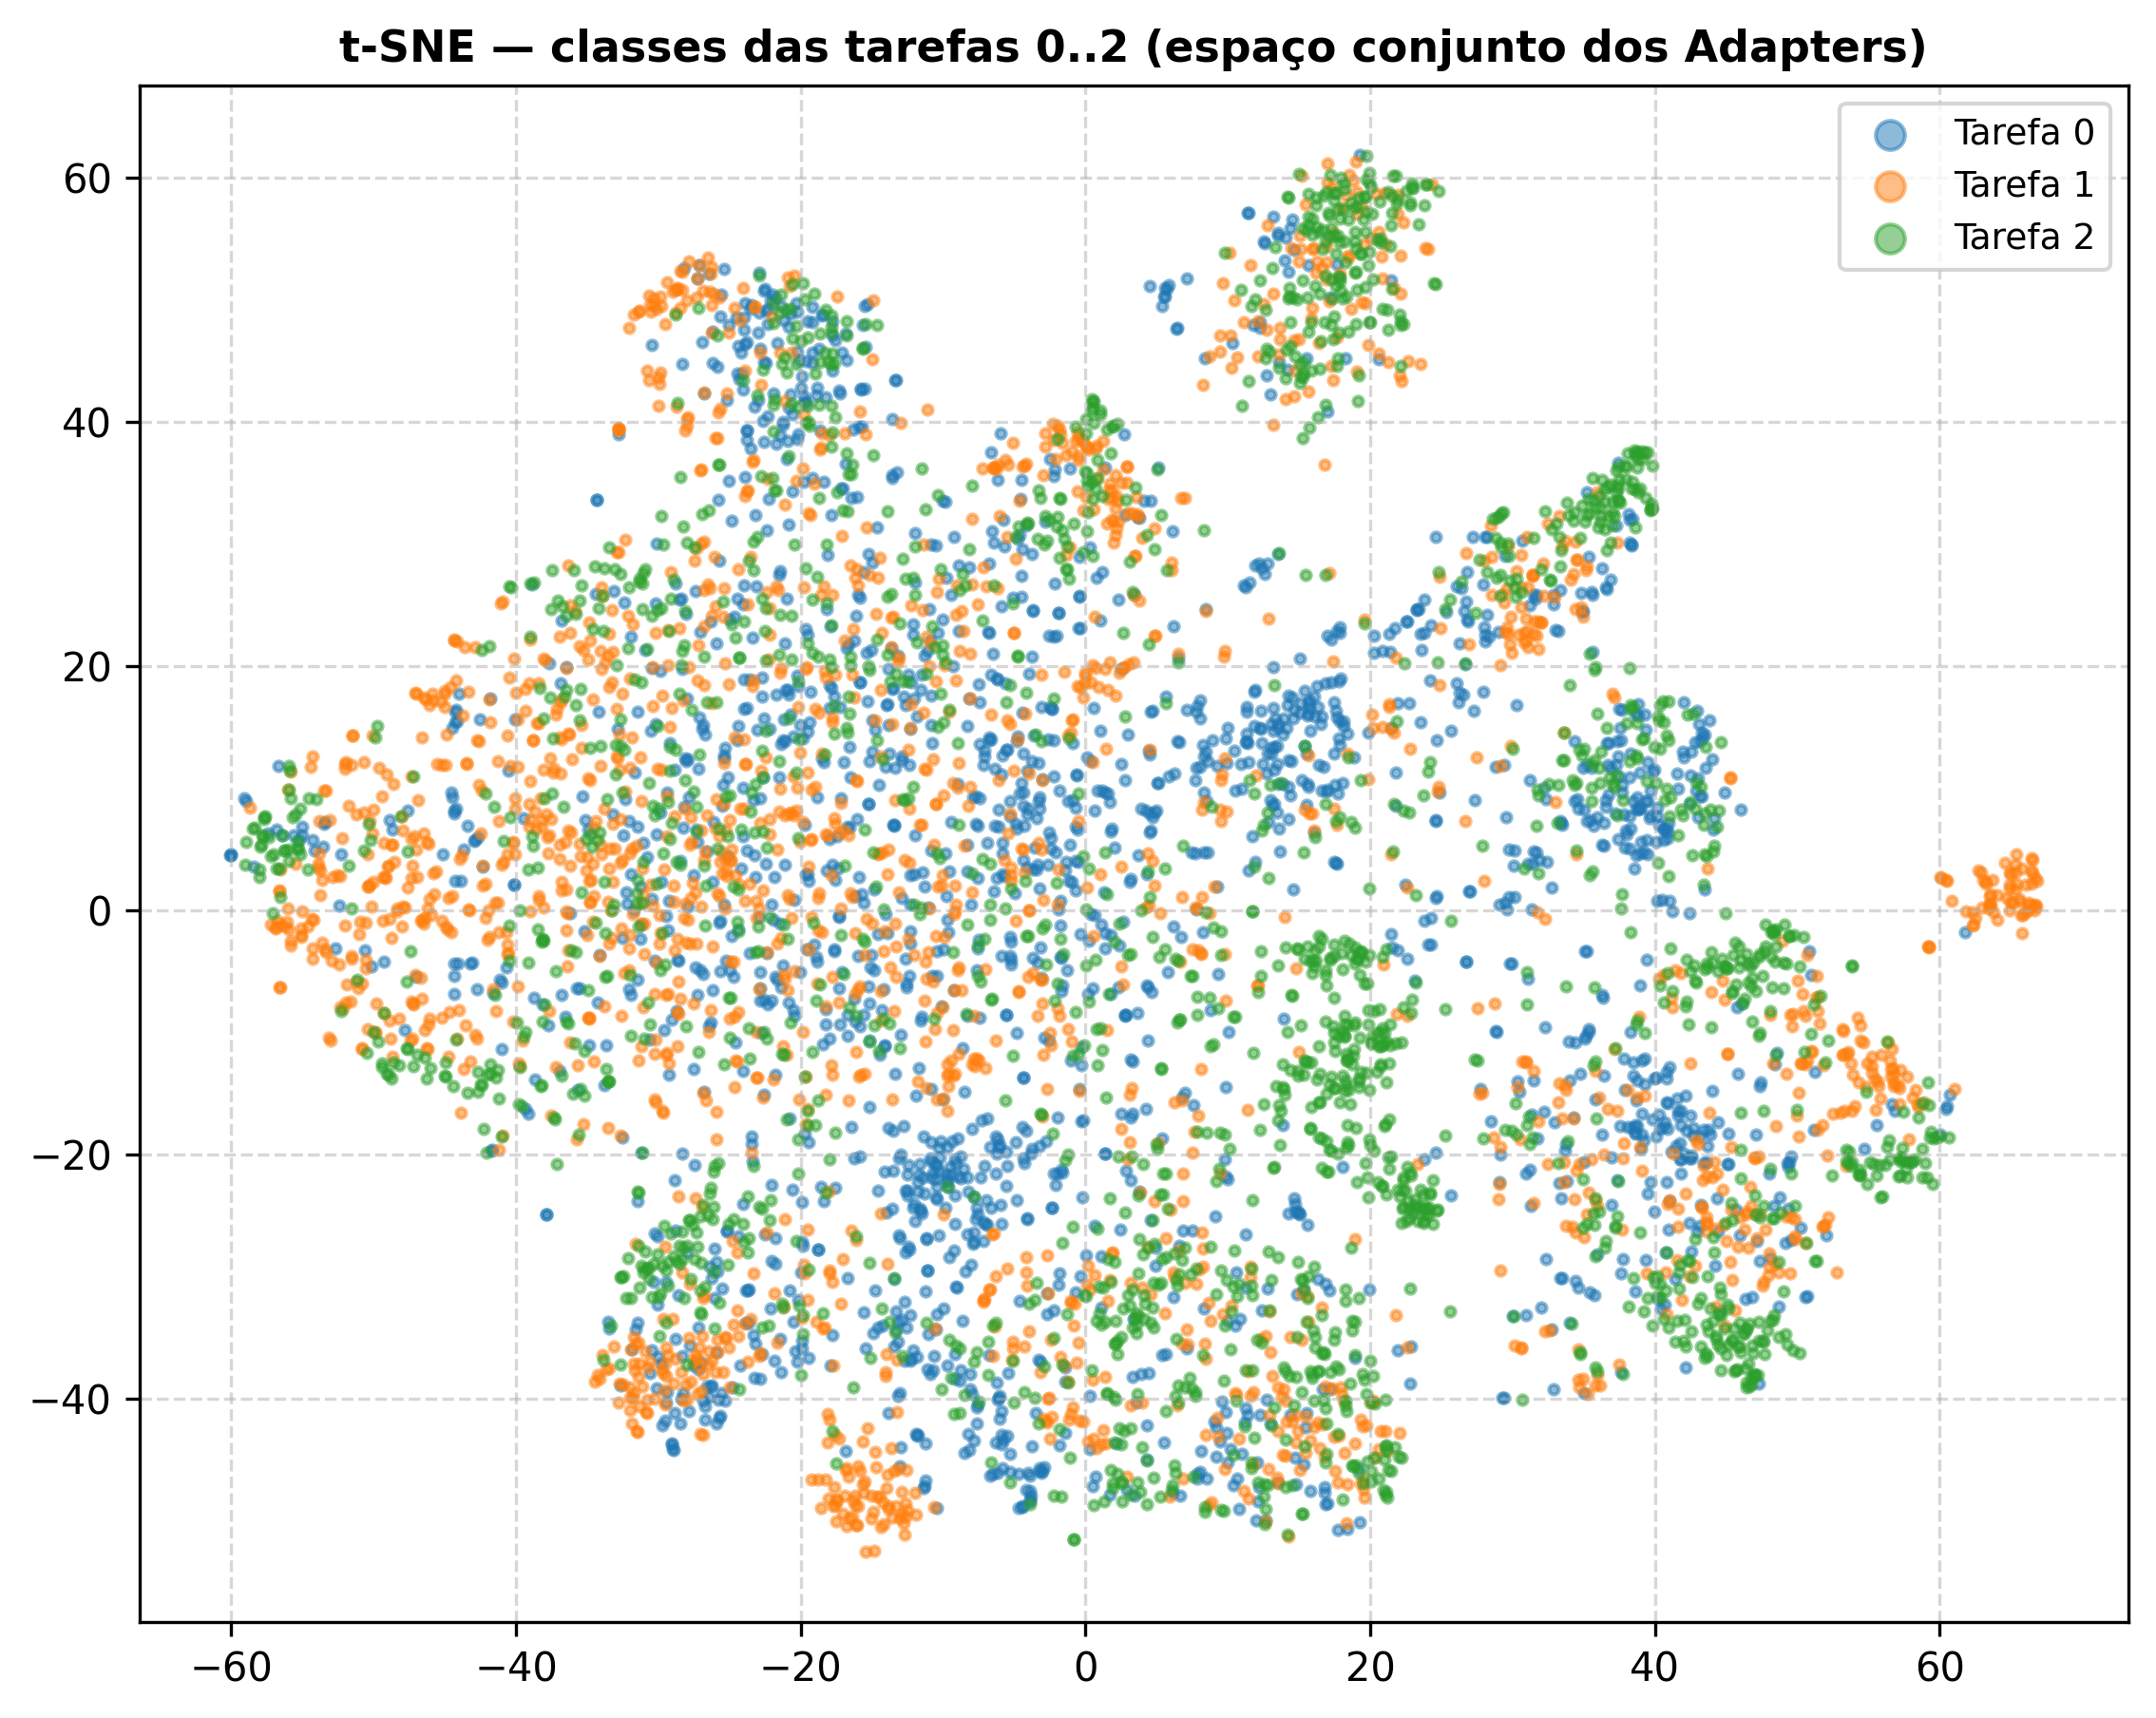 t-SNE — classes das tarefas 0..2 (espaço conjunto dos Adapters)
Tarefa 0
Tarefa 1
Tarefa 2
60
40
20
0
−20
−40
−60 −40 −20 0 20 40 60